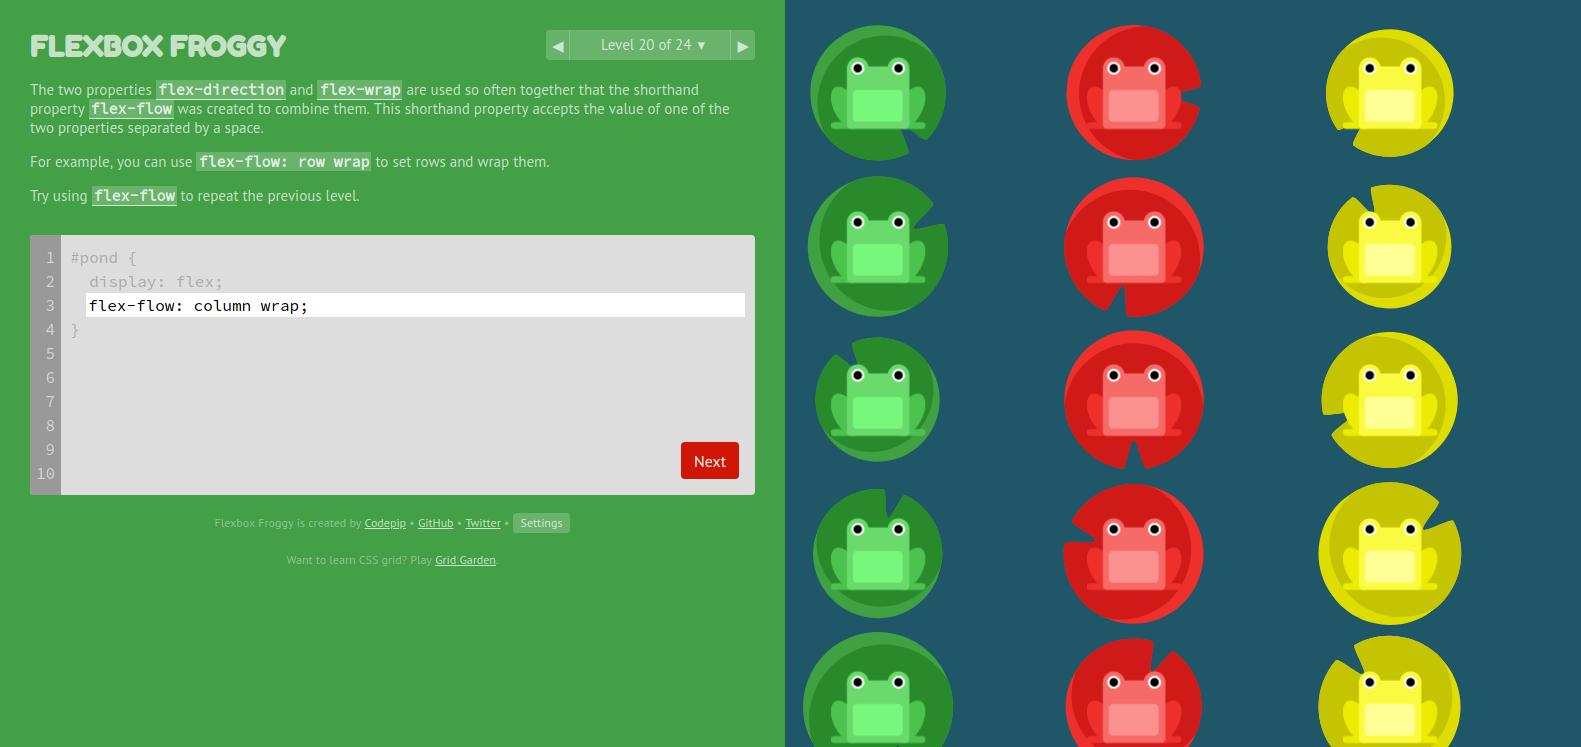 FLEXBOX FROGGY
◀ Level 20 of 24 ▼ ▶
The two properties flex-direction and flex-wrap are used so often together that the shorthand
property flex-flow was created to combine them. This shorthand property accepts the value of one of the
two properties separated by a space.
For example, you can use flex-flow: row wrap to set rows and wrap them.
Try using flex-flow to repeat the previous level.
1 #pond {
2 display: flex;
3 flex-flow: column wrap;
4 }
5
6
7
8
9
10
Next
Flexbox Froggy is created by Codepip • GitHub • Twitter • Settings
Want to learn CSS grid? Play Grid Garden.